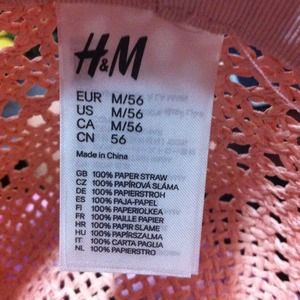 H&M
EUR M/56
US M/56
CA M/56
CN 56
Made in China
GB 100% PAPER STRAW
CZ 100% PAPÍROVÁ SLÁMA
DE 100% PAPIERSTROH
ES 100% PAJA-PAPEL
FI 100% PAPERIOLKEA
FR 100% PAILLE PAPIER
HR 100% PAPIR SLAME
HU 100% PAPÍRSZALMA
IT 100% CARTA PAGLIA
NL 100% PAPIERSTRO